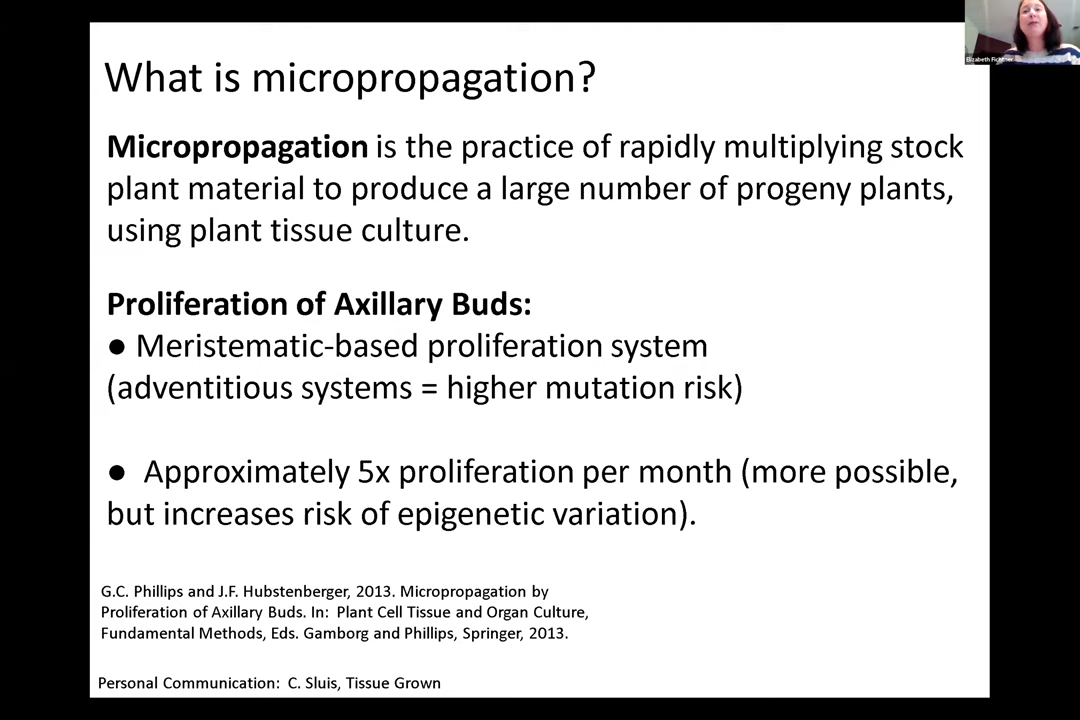 What is micropropagation?
Micropropagation is the practice of rapidly multiplying stock
plant material to produce a large number of progeny plants,
using plant tissue culture.
Proliferation of Axillary Buds:
● Meristematic-based proliferation system
(adventitious systems = higher mutation risk)
● Approximately 5x proliferation per month (more possible,
but increases risk of epigenetic variation).
G.C. Phillips and J.F. Hubstenberger, 2013. Micropropagation by
Proliferation of Axillary Buds. In: Plant Cell Tissue and Organ Culture,
Fundamental Methods, Eds. Gamborg and Phillips, Springer, 2013.
Personal Communication: C. Sluis, Tissue Grown
Elizabeth Fichtner